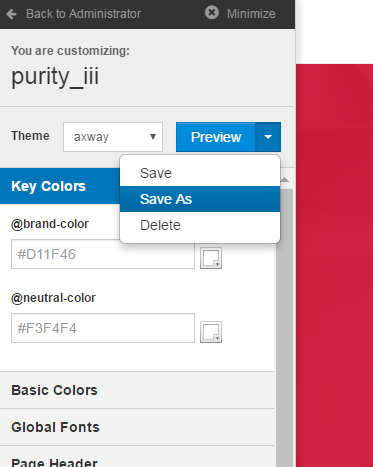 Back to Administrator
Minimize
You are customizing:
purity_iii
Theme
axway
Preview
Save
Save As
Delete
Key Colors
@brand-color
#D11F46
@neutral-color
#F3F4F4
Basic Colors
Global Fonts
Page Header